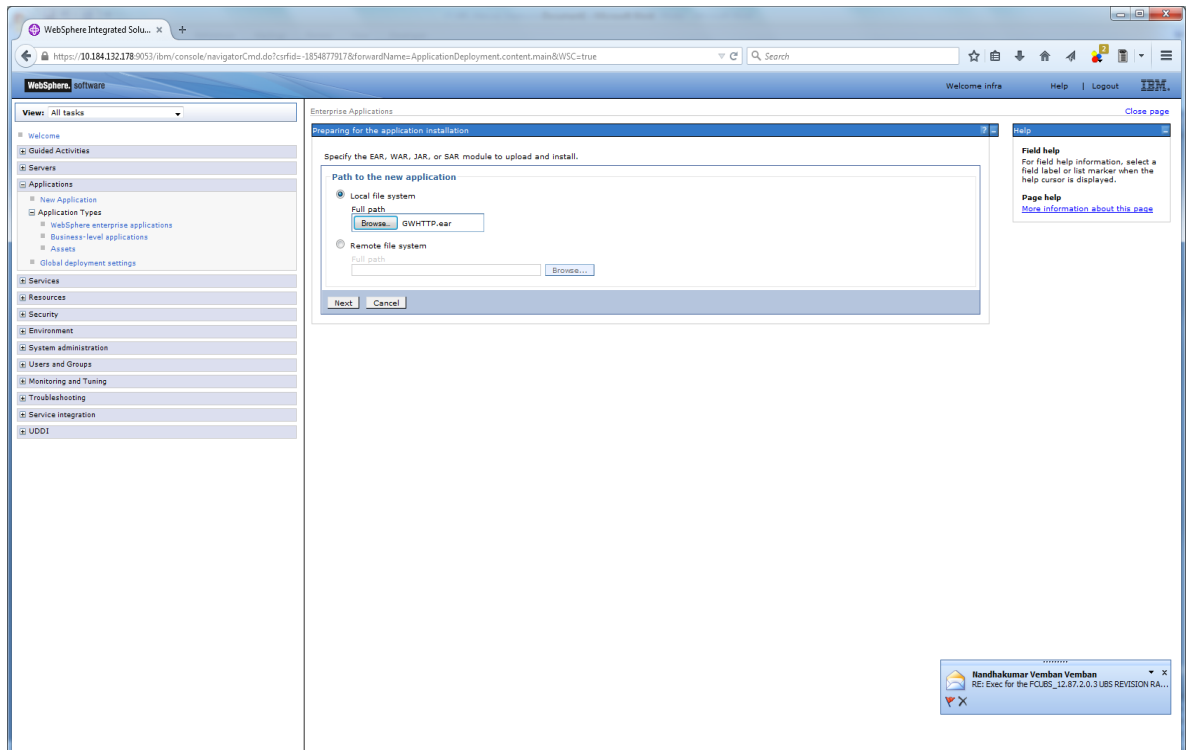 WebSphere Integrated Solu...
https://10.184.132.178:9053/ibm/console/navigatorCmd.do?csrfid=-1854877917&forwardName=ApplicationDeployment.content.main&WSC=true
Search
2
WebSphere. software
Welcome infra
Help | Logout
IBM.
View: All tasks
Welcome
Guided Activities
Servers
Applications
New Application
Application Types
WebSphere enterprise applications
Business-level applications
Assets
Global deployment settings
Services
Resources
Security
Environment
System administration
Users and Groups
Monitoring and Tuning
Troubleshooting
Service integration
UDDI
Enterprise Applications
Close page
Preparing for the application installation
?
Specify the EAR, WAR, JAR, or SAR module to upload and install.
Path to the new application
Local file system
Full path
Browse... GWHTTP.ear
Remote file system
Full path
Browse...
Next Cancel
Help
Field help
For field help information, select a
field label or list marker when the
help cursor is displayed.
Page help
More information about this page
Nandhakumar Vemban Vemban
RE: Exec for the FCUBS_12.87.2.0.3 UBS REVISION RA...